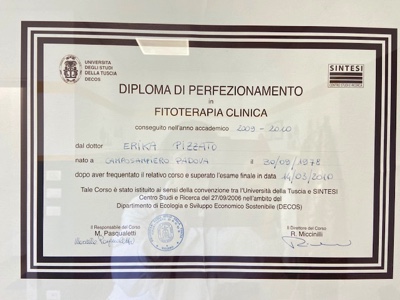 UNIVERSITÀ
DEGLI STUDI
DELLA TUSCIA
DECOS
SINTESI
DIPLOMA DI PERFEZIONAMENTO
in
FITOTERAPIA CLINICA
conseguito nell'anno accademico 2009-2010
dal dottor ERIKA PIZZATO
nato a CAMPOSAMPIERO PADOVA il 30/09/1978
dopo aver frequentato il relativo corso e superato l'esame finale in data 14/03/2010
Tale Corso è stato istituito ai sensi della convenzione tra l'Università della Tuscia e SINTESI
Centro Studi e Ricerca del 27/09/2006 nell'ambito del
Dipartimento di Ecologia e Sviluppo Economico Sostenibile (DECOS)
Il Responsabile del Corso
M. Pasqualetti
Il Direttore del Corso
R. Miccinilli